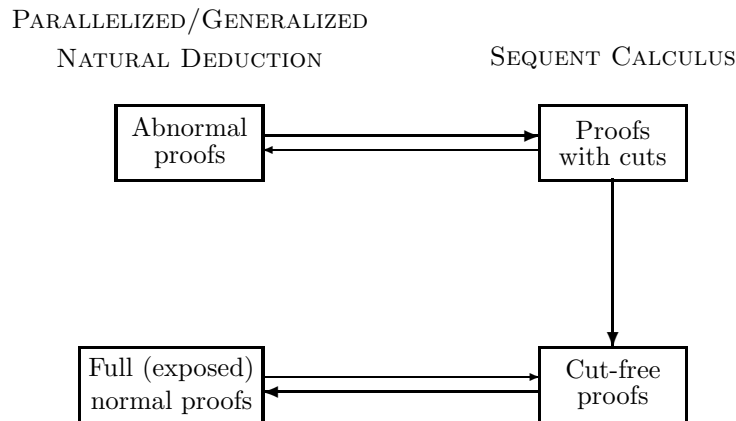 PARALLELIZED/GENERALIZED
NATURAL DEDUCTION
SEQUENT CALCULUS
Abnormal
proofs
Proofs
with cuts
Full (exposed)
normal proofs
Cut-free
proofs